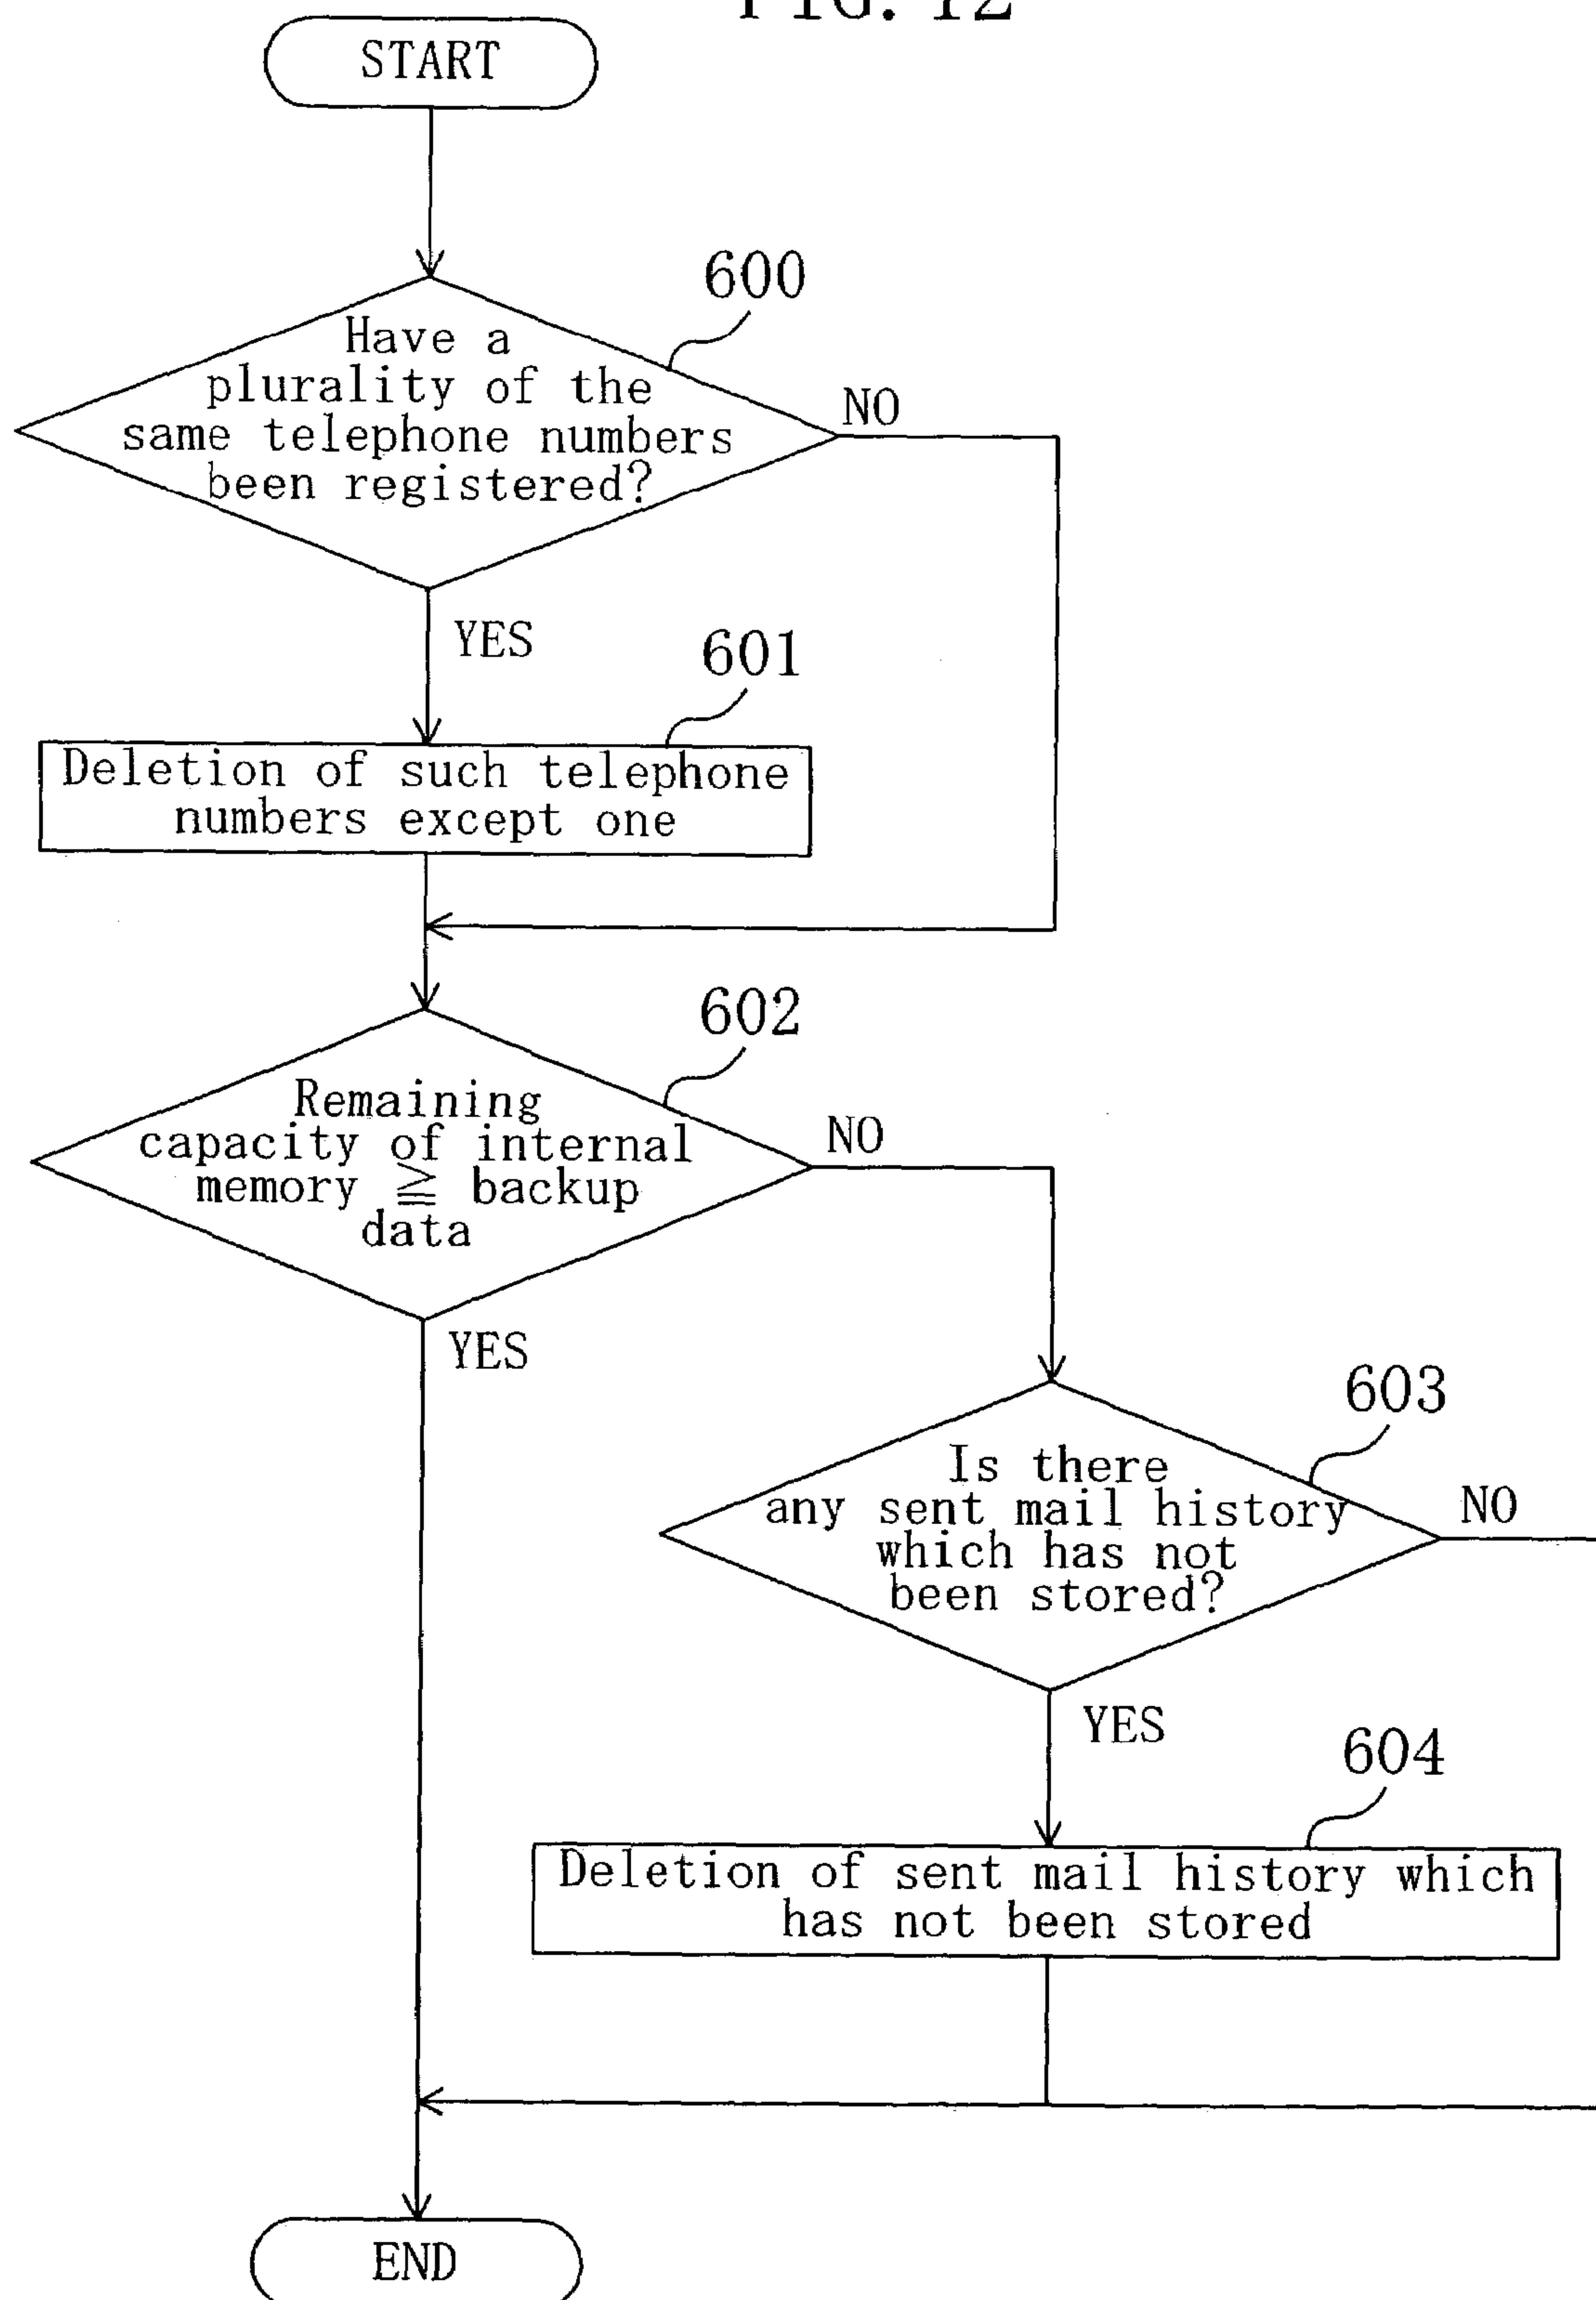 FIG. 12
START
600
Have a
plurality of the
same telephone numbers
been registered?
NO
YES
601
Deletion of such telephone
numbers except one
602
Remaining
capacity of internal
memory ≧ backup
data
NO
YES
603
Is there
any sent mail history
which has not
been stored?
NO
YES
604
Deletion of sent mail history which
has not been stored
END